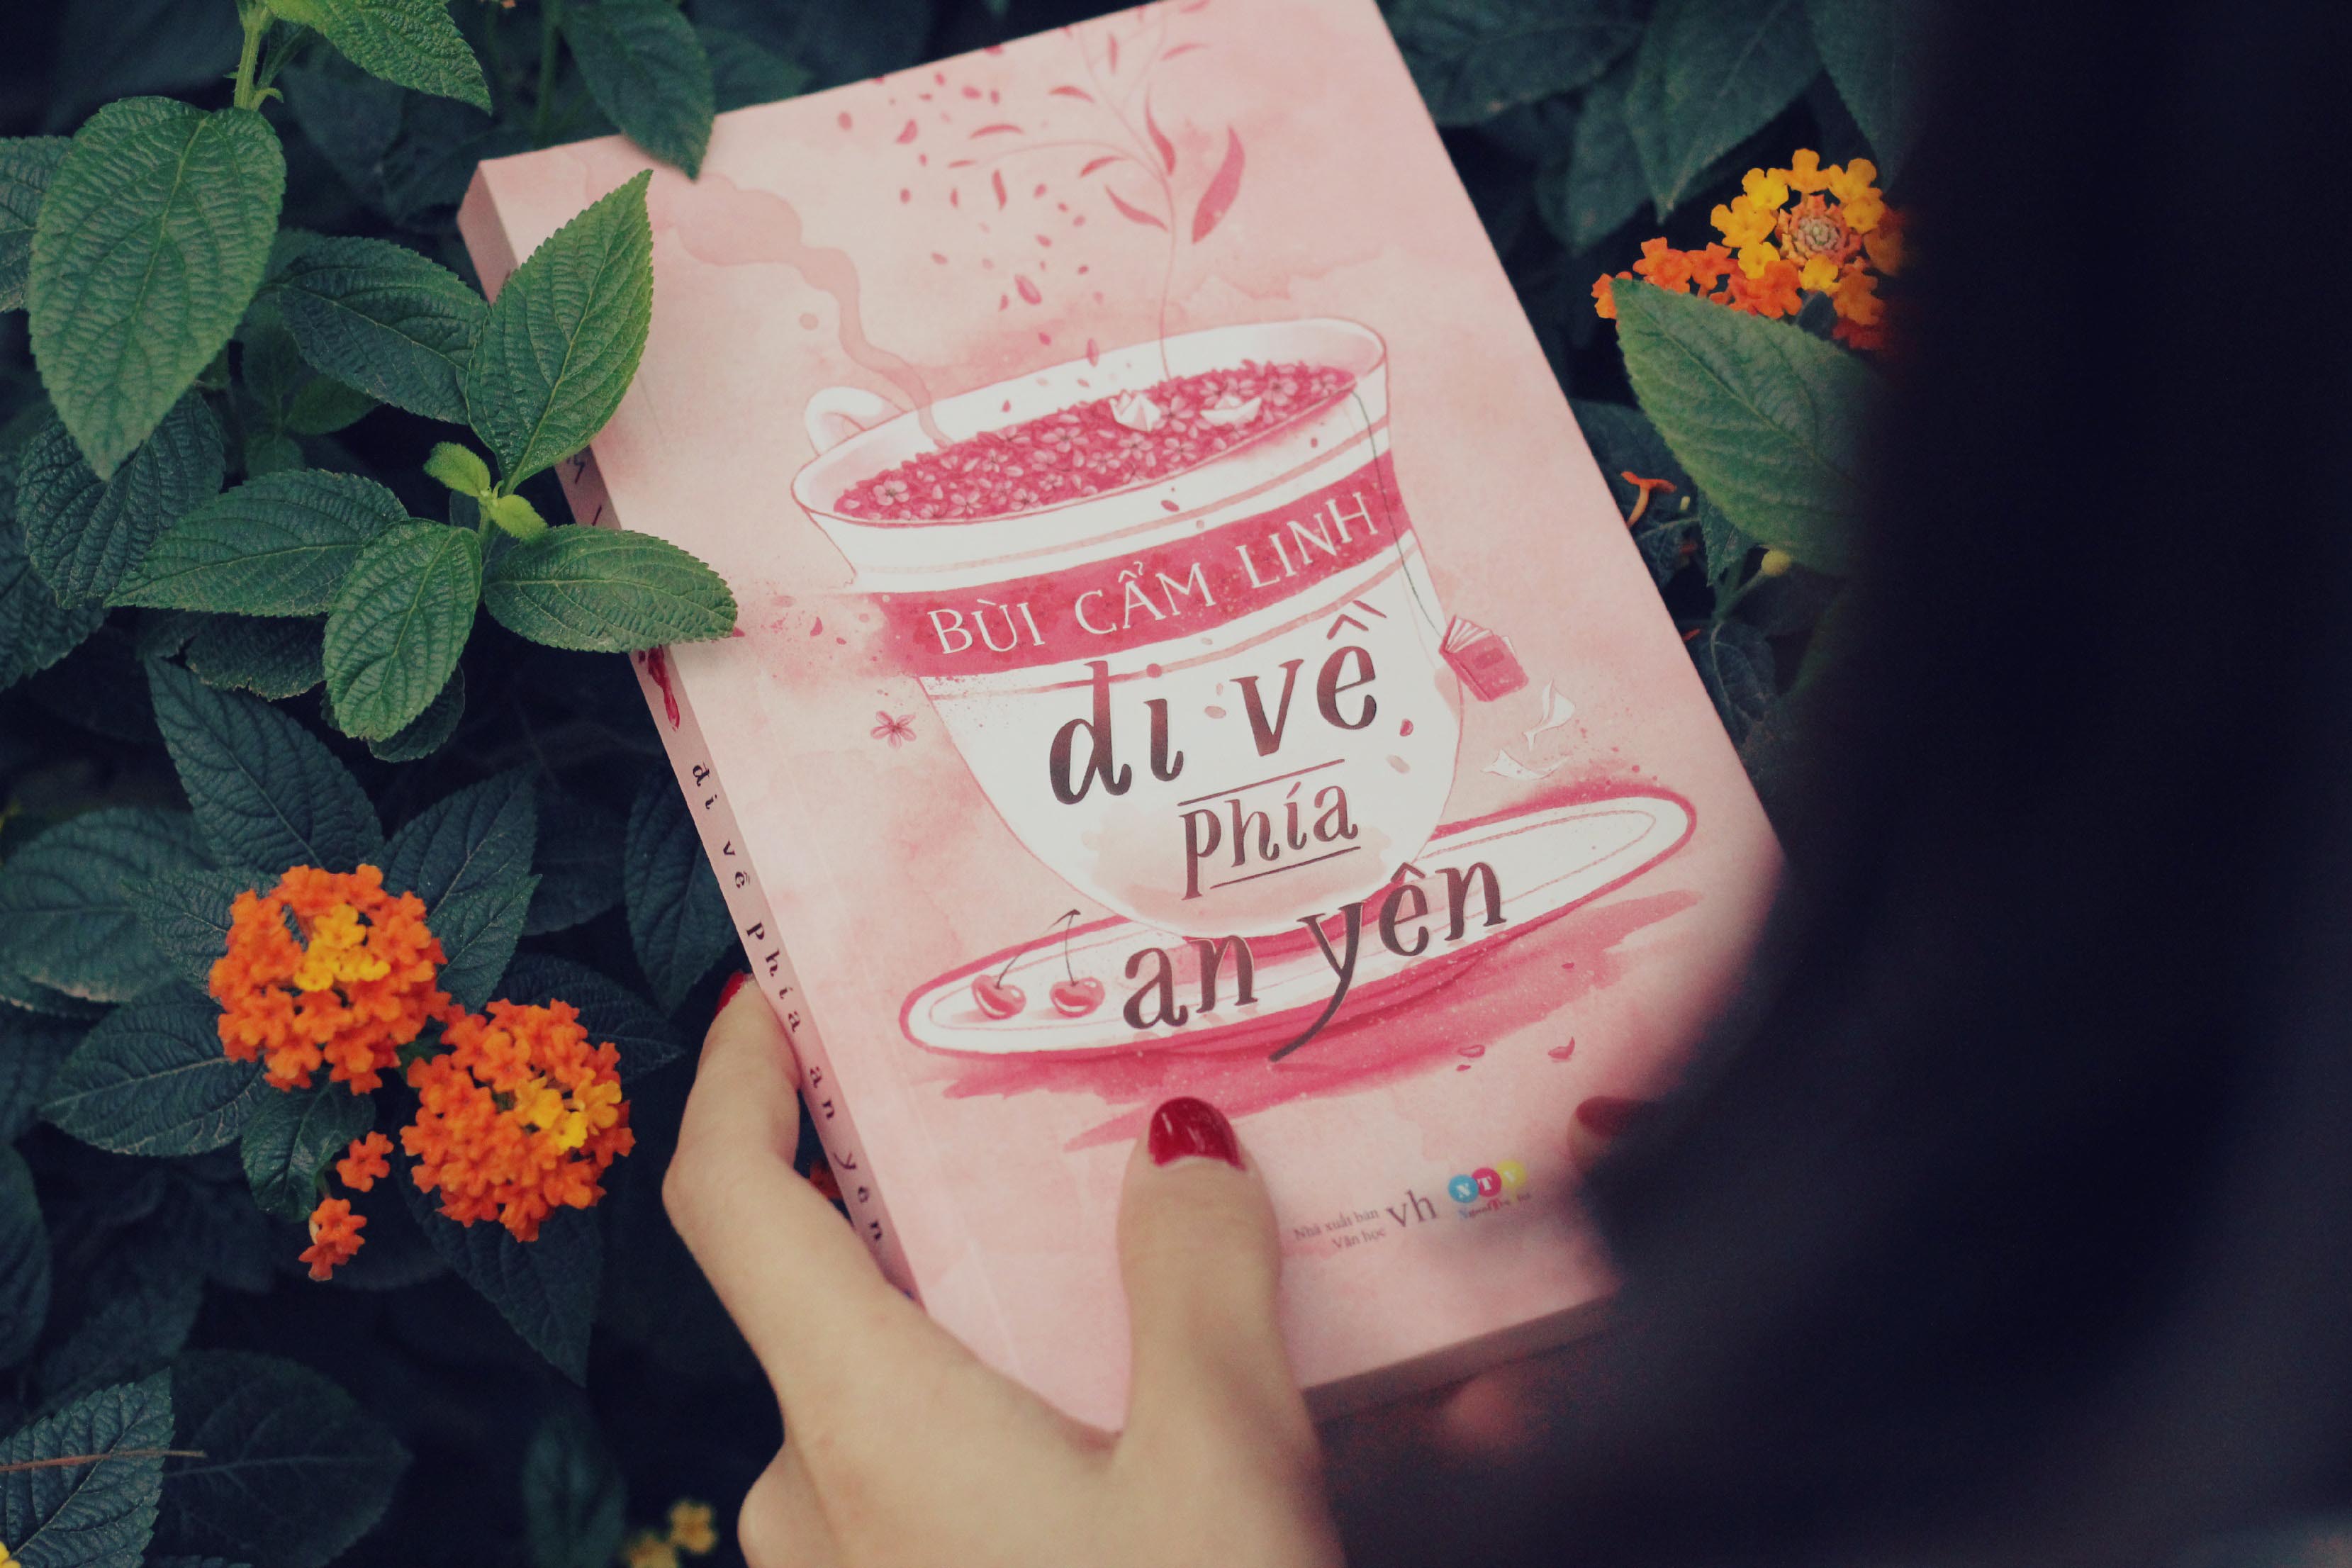 BÙI CẨM LINH
đi về
phía
an yên
đi về phía an yên
Nhà xuất bản
Văn học
vh
NTV